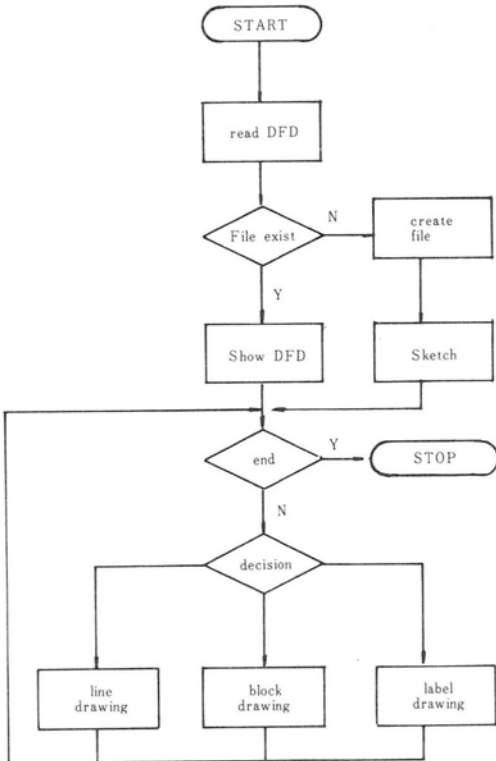 START
read DFD
File exist
N
create
file
Y
Show DFD
Sketch
end
Y
STOP
N
decision
line
drawing
block
drawing
label
drawing